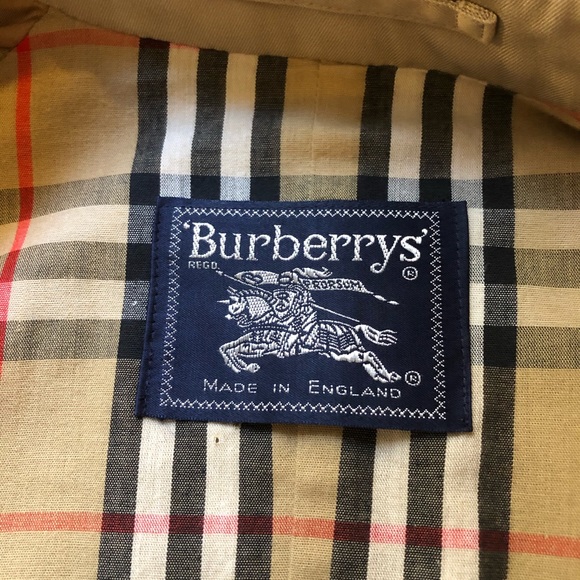 'Burberrys'
REGD.
PRORSUM
®
MADE IN ENGLAND
®